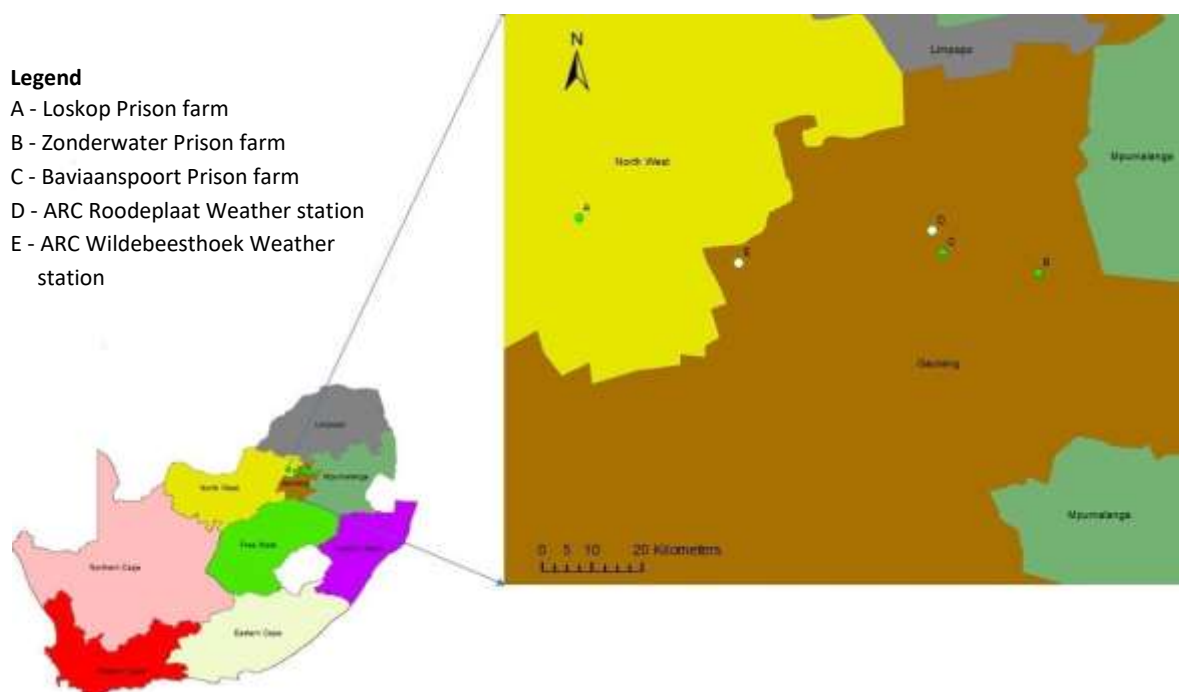 Legend
A - Loskop Prison farm
B - Zonderwater Prison farm
C - Baviaanspoort Prison farm
D - ARC Roodeplaat Weather station
E - ARC Wildebeesthoek Weather
station
N
Limpopo
North West
Mpumalanga
A
D
C
E
B
Gauteng
Mpumalanga
0 5 10 20 Kilometers
Limpopo
North West
Mpumalanga
Free State
Northern Cape
Eastern Cape